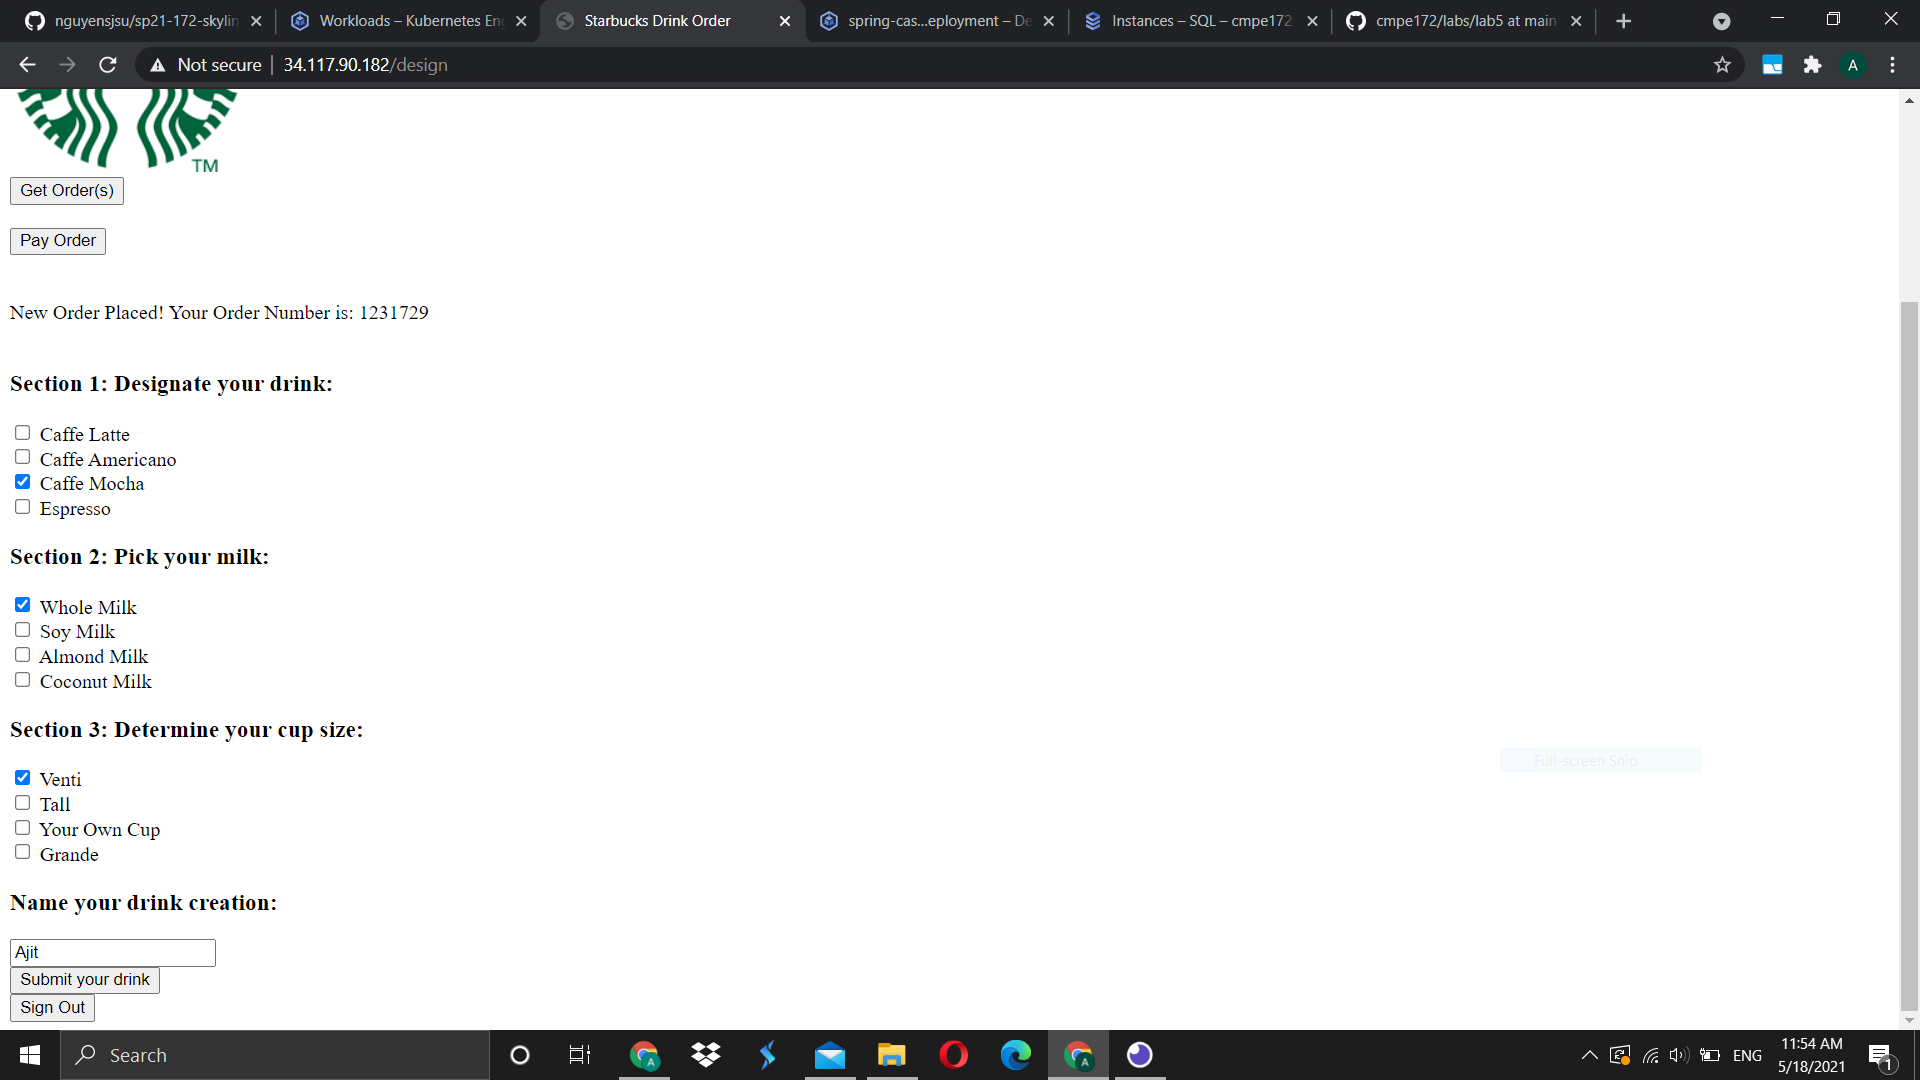 nguyensjsu/sp21-172-skylin
Workloads – Kubernetes En
Starbucks Drink Order
spring-cas...eployment – De
Instances – SQL – cmpe172
cmpe172/labs/lab5 at main
Not secure
34.117.90.182/design
A
TM
Get Order(s)
Pay Order
New Order Placed! Your Order Number is: 1231729
Section 1: Designate your drink:
Caffe Latte
Caffe Americano
Caffe Mocha
Espresso
Section 2: Pick your milk:
Whole Milk
Soy Milk
Almond Milk
Coconut Milk
Section 3: Determine your cup size:
Venti
Full-screen Snip
Tall
Your Own Cup
Grande
Name your drink creation:
Ajit
Submit your drink
Sign Out
Search
A
A
ENG
11:54 AM
5/18/2021
1